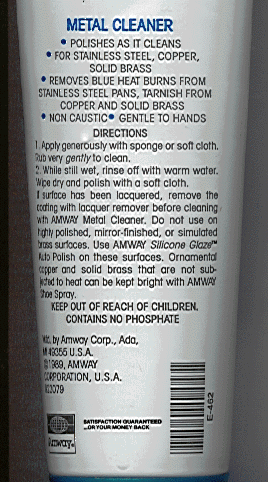 METAL CLEANER
• POLISHES AS IT CLEANS
• FOR STAINLESS STEEL, COPPER,
SOLID BRASS
• REMOVES BLUE HEAT BURNS FROM
STAINLESS STEEL PANS, TARNISH FROM
COPPER AND SOLID BRASS
• NON CAUSTIC • GENTLE TO HANDS
DIRECTIONS
1. Apply generously with sponge or soft cloth.
Rub very gently to clean.
2. While still wet, rinse off with warm water.
Wipe dry and polish with a soft cloth.
If surface has been lacquered, remove the
coating with lacquer remover before cleaning
with AMWAY Metal Cleaner. Do not use on
highly polished, mirror-finished, or simulated
brass surfaces. Use AMWAY Silicone Glaze™
Auto Polish on these surfaces. Ornamental
copper and solid brass that are not sub-
jected to heat can be kept bright with AMWAY
Shoe Spray.
KEEP OUT OF REACH OF CHILDREN.
CONTAINS NO PHOSPHATE
Mfd. by Amway Corp., Ada,
MI 49355 U.S.A.
©1989, AMWAY
CORPORATION, U.S.A.
Amway
SATISFACTION GUARANTEED
...OR YOUR MONEY BACK
E-462